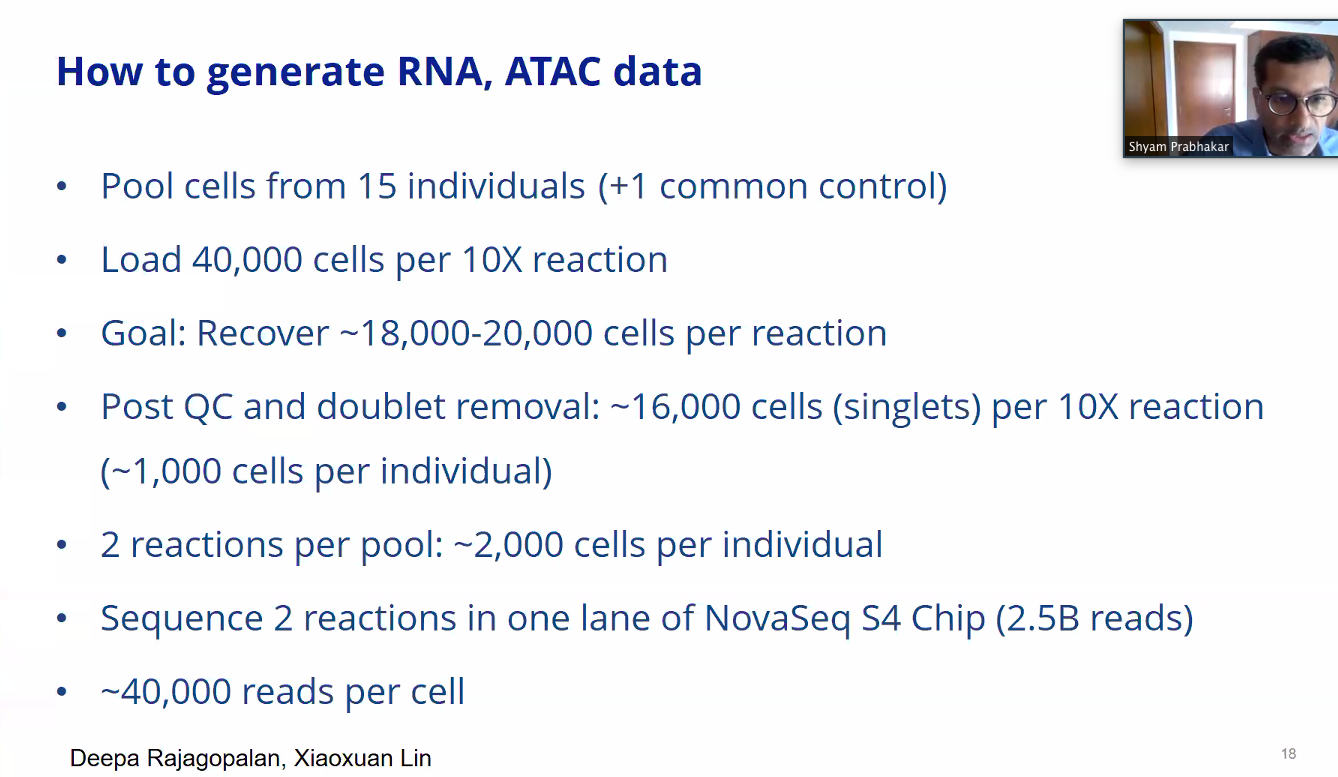 How to generate RNA, ATAC data
Shyam Prabhakar
• Pool cells from 15 individuals (+1 common control)
• Load 40,000 cells per 10X reaction
• Goal: Recover ~18,000-20,000 cells per reaction
• Post QC and doublet removal: ~16,000 cells (singlets) per 10X reaction
(~1,000 cells per individual)
• 2 reactions per pool: ~2,000 cells per individual
• Sequence 2 reactions in one lane of NovaSeq S4 Chip (2.5B reads)
• ~40,000 reads per cell
Deepa Rajagopalan, Xiaoxuan Lin
18